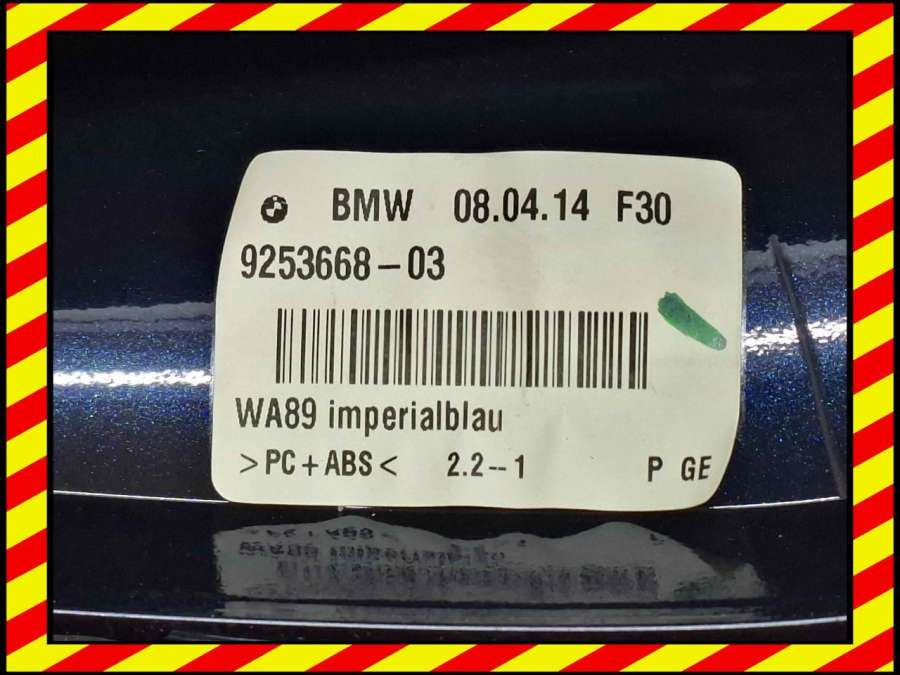 BMW 08.04.14 F30
9253668-03
WA89 imperialblau
>PC+ABS< 2.2--1 P GE